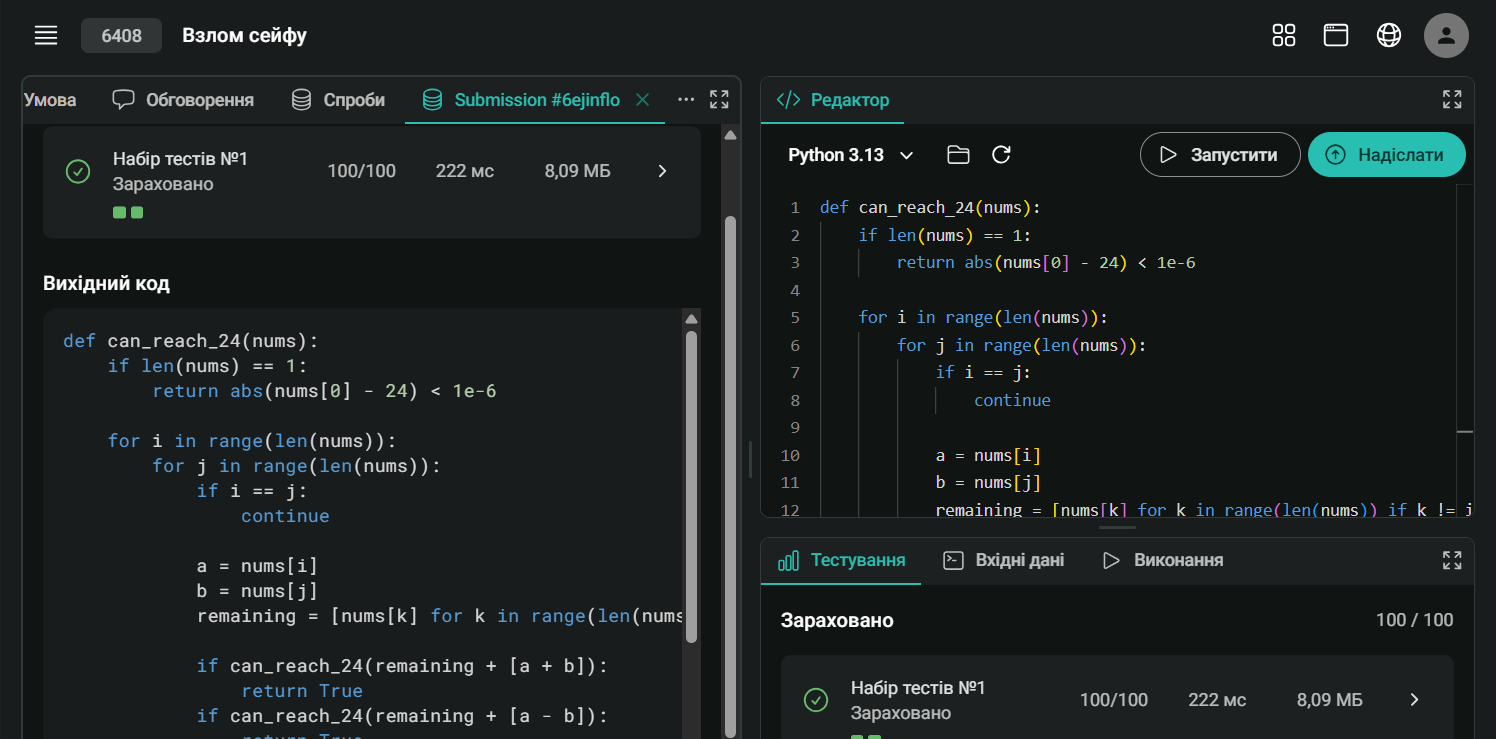 6408 Взлом сейфу
Умова Обговорення Спроби Submission #6ejinflo
Набір тестів №1
Зараховано
100/100 222 мс 8,09 МБ
Вихідний код
def can_reach_24(nums):
    if len(nums) == 1:
        return abs(nums[0] - 24) < 1e-6
    for i in range(len(nums)):
        for j in range(len(nums)):
            if i == j:
                continue
            a = nums[i]
            b = nums[j]
            remaining = [nums[k] for k in range(len(nums
            if can_reach_24(remaining + [a + b]):
                return True
            if can_reach_24(remaining + [a - b]):
                return True
</> Редактор
Python 3.13 Запустити Надіслати
1 def can_reach_24(nums):
2     if len(nums) == 1:
3         return abs(nums[0] - 24) < 1e-6
4
5     for i in range(len(nums)):
6         for j in range(len(nums)):
7             if i == j:
8                 continue
9
10             a = nums[i]
11             b = nums[j]
12             remaining = [nums[k] for k in range(len(nums)) if k != i
Тестування Вхідні дані Виконання
Зараховано 100 / 100
Набір тестів №1
Зараховано
100/100 222 мс 8,09 МБ